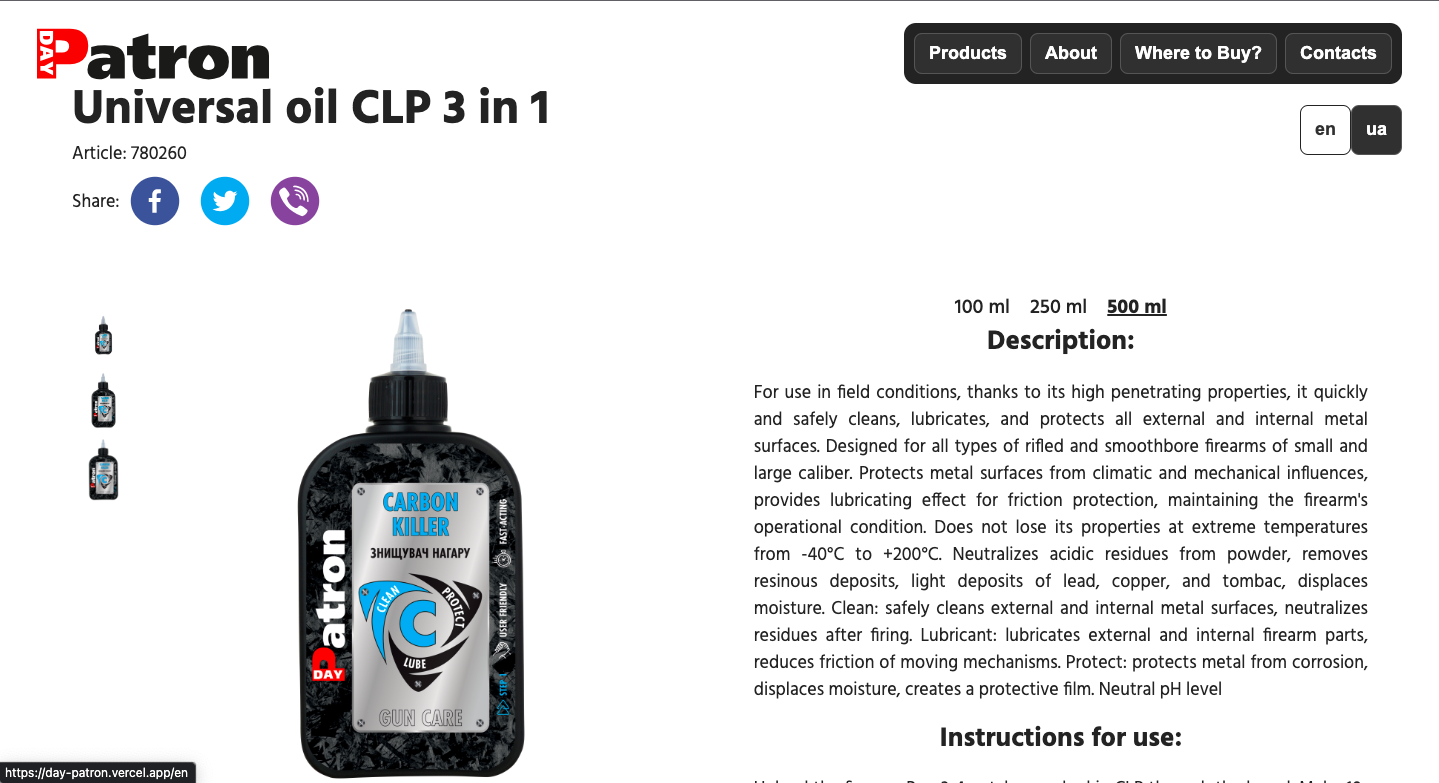 DAY Patron
Products About Where to Buy? Contacts
Universal oil CLP 3 in 1
en ua
Article: 780260
Share:
100 ml 250 ml 500 ml
Description:
For use in field conditions, thanks to its high penetrating properties, it quickly
and safely cleans, lubricates, and protects all external and internal metal
surfaces. Designed for all types of rifled and smoothbore firearms of small and
large caliber. Protects metal surfaces from climatic and mechanical influences,
provides lubricating effect for friction protection, maintaining the firearm's
operational condition. Does not lose its properties at extreme temperatures
from -40°C to +200°C. Neutralizes acidic residues from powder, removes
resinous deposits, light deposits of lead, copper, and tombac, displaces
moisture. Clean: safely cleans external and internal metal surfaces, neutralizes
residues after firing. Lubricant: lubricates external and internal firearm parts,
reduces friction of moving mechanisms. Protect: protects metal from corrosion,
displaces moisture, creates a protective film. Neutral pH level
Instructions for use:
CARBON
KILLER
ЗНИЩУВАЧ НАГАРУ
CLEAN
PROTECT
LUBE
C
GUN CARE
DAY Patron
STEP 1 USER FRIENDLY FAST-ACTING
https://day-patron.vercel.app/en